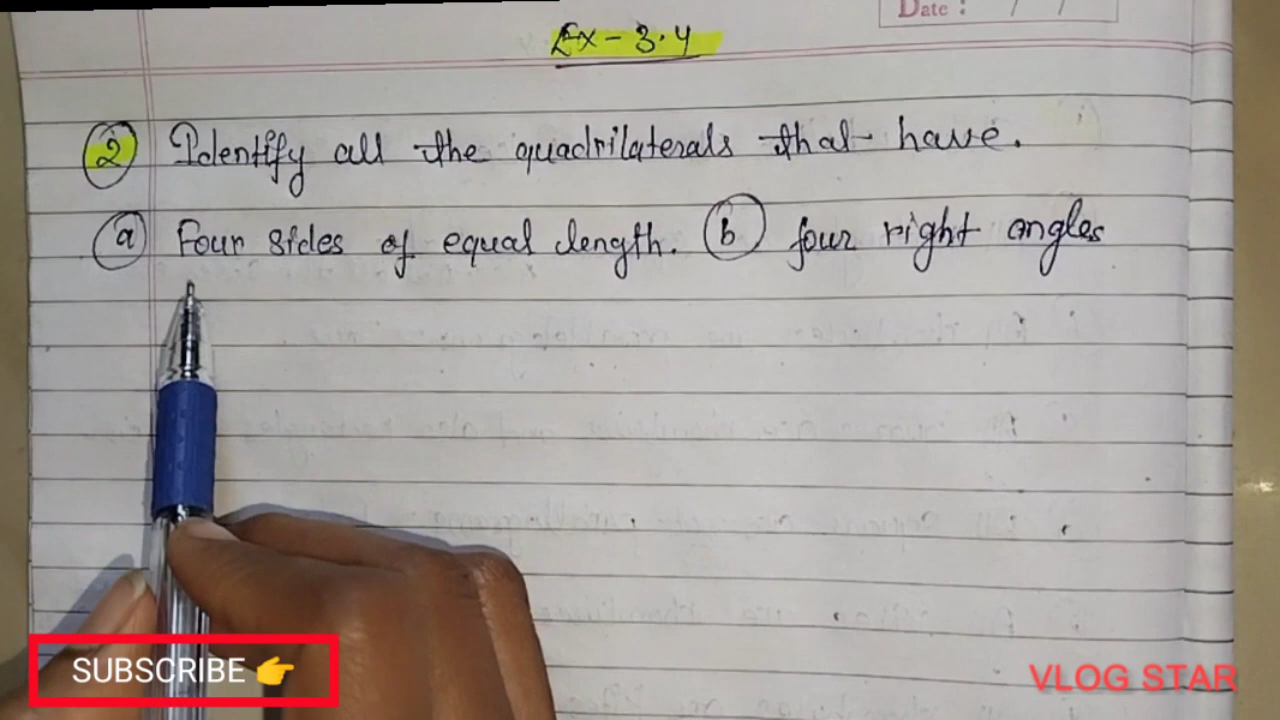 Date : / /
Ex - 3.4
② Identify all the quadrilaterals that have.
ⓐ Four sides of equal length. ⓑ four right angles
SUBSCRIBE 👉
VLOG STAR